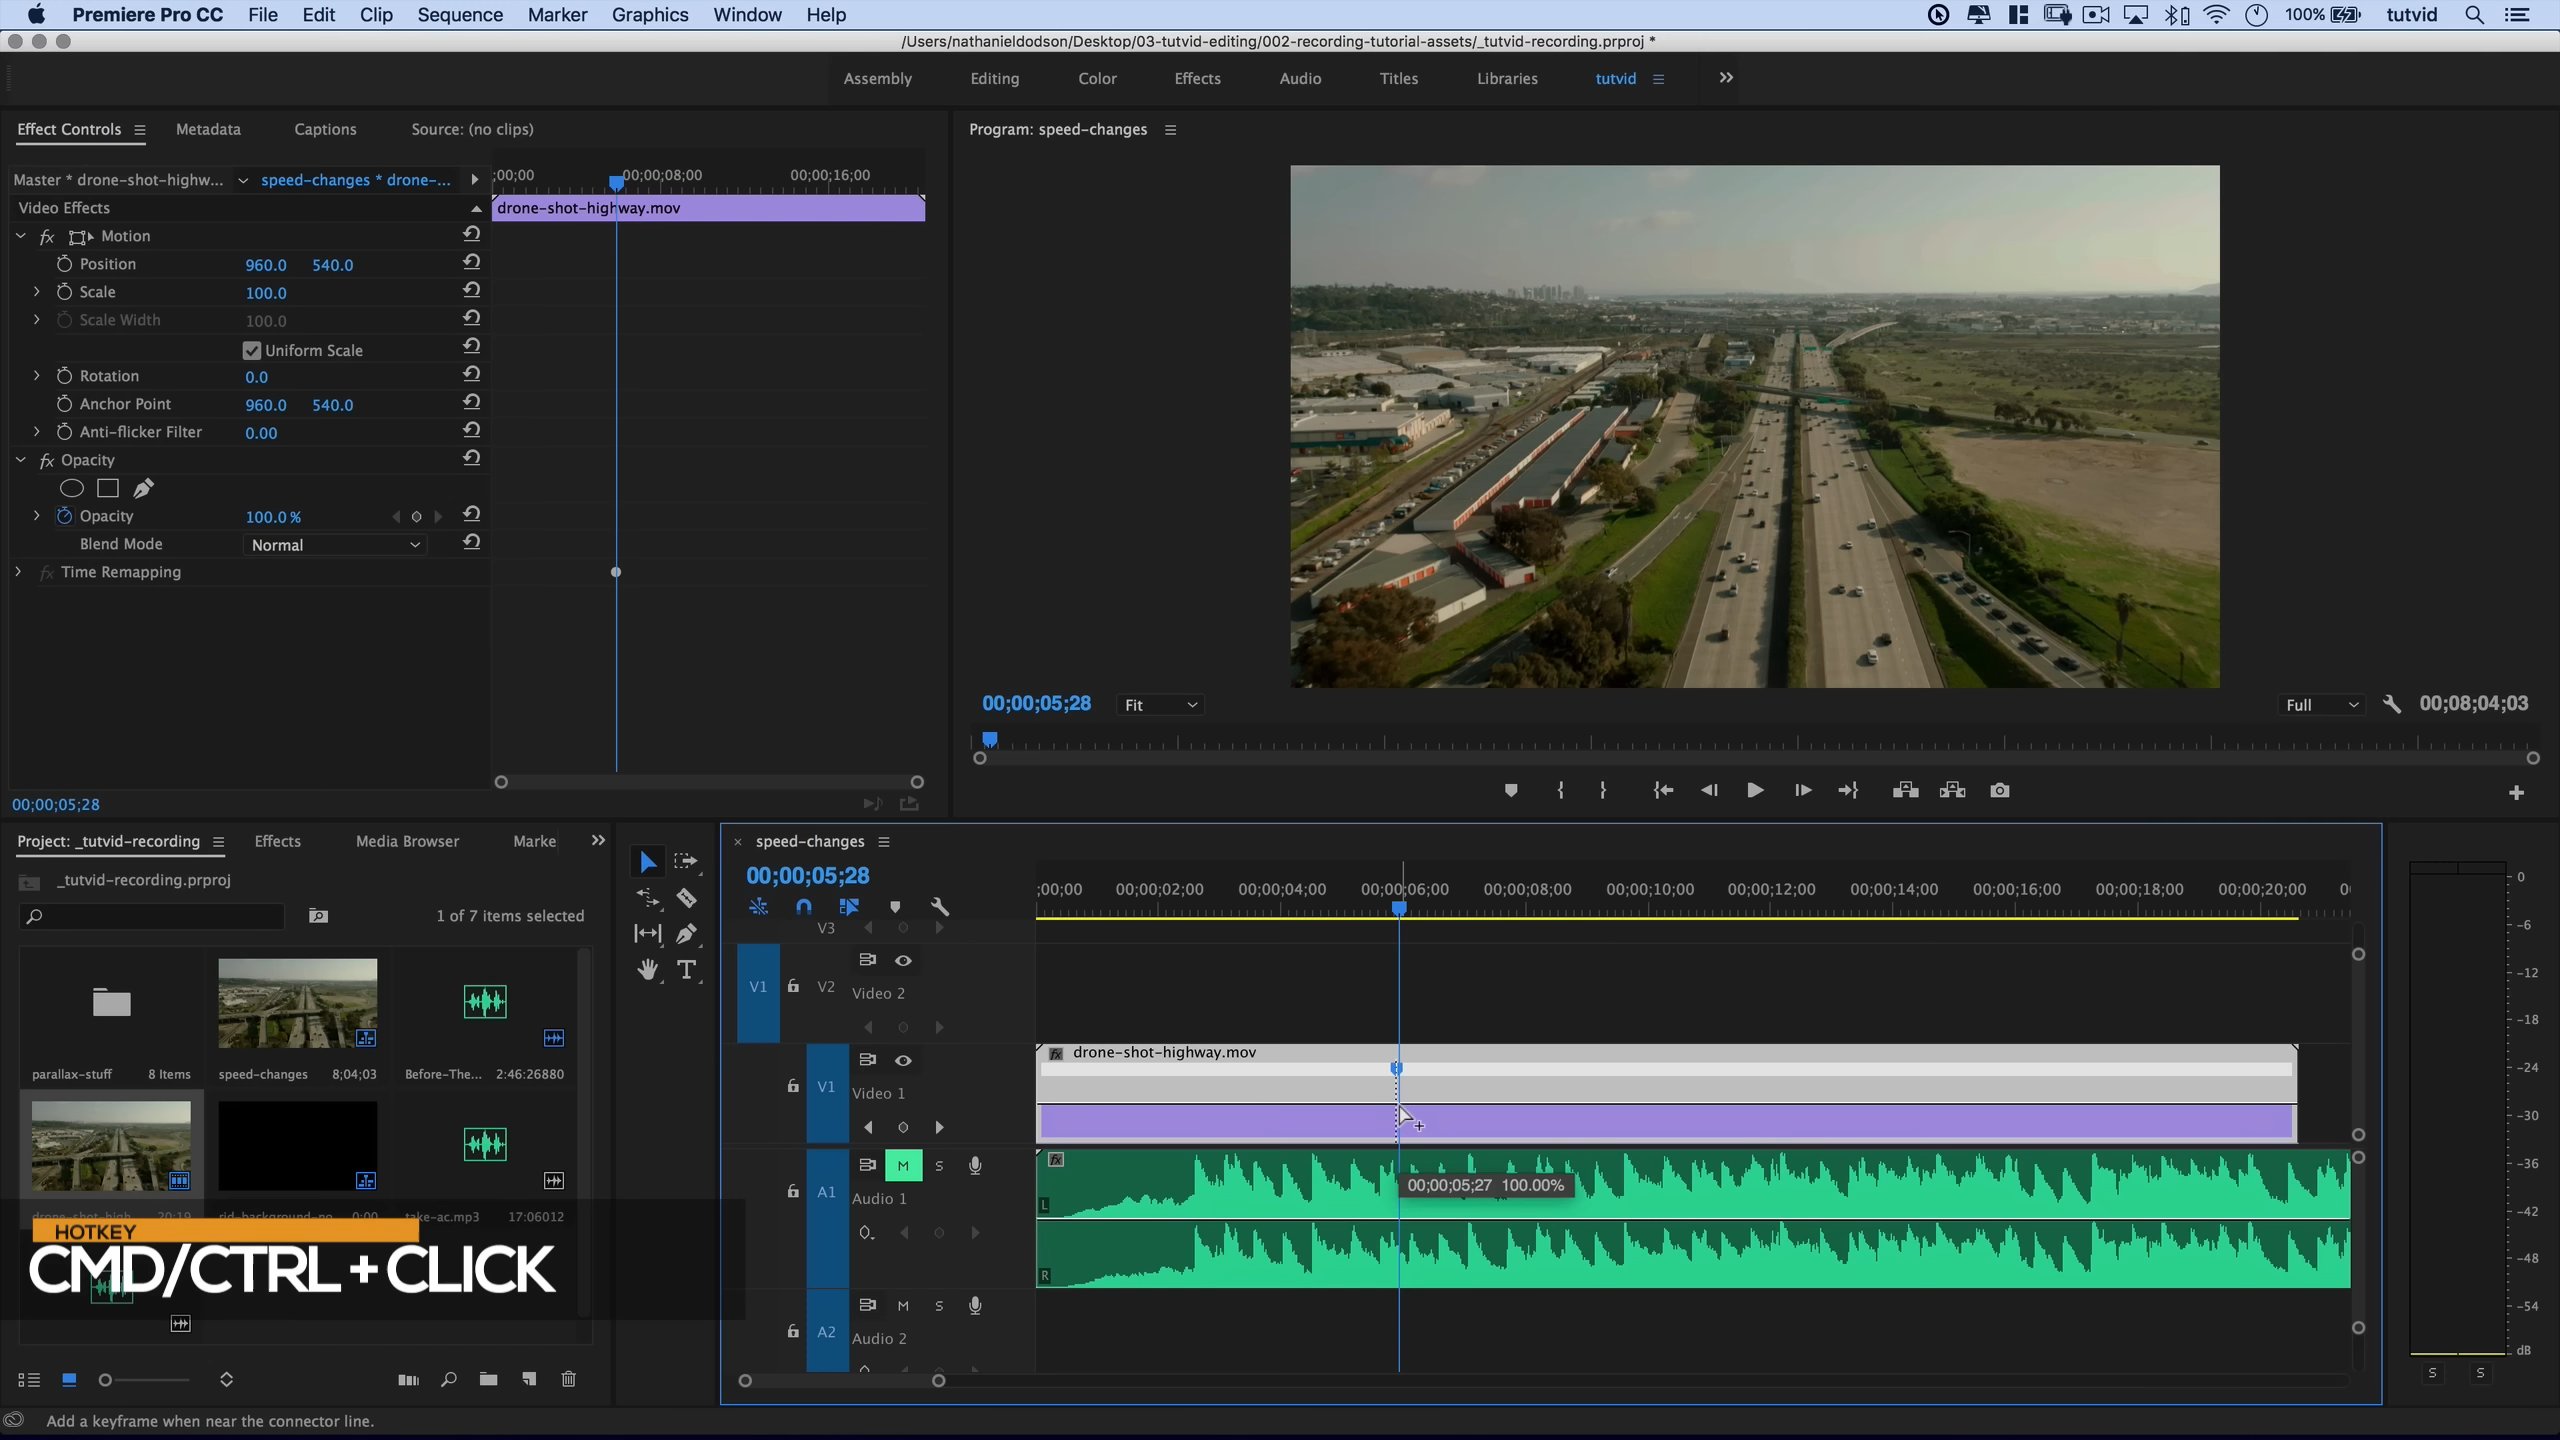 Premiere Pro CC File Edit Clip Sequence Marker Graphics Window Help 100% tutvid
/Users/nathanieldodson/Desktop/03-tutvid-editing/002-recording-tutorial-assets/_tutvid-recording.prproj *
Assembly Editing Color Effects Audio Titles Libraries tutvid
Effect Controls Metadata Captions Source: (no clips)
Program: speed-changes
Master * drone-shot-highw... speed-changes * drone-...
;00;00 00;00;08;00 00;00;16;00
Video Effects
drone-shot-highway.mov
fx Motion
Position 960.0 540.0
Scale 100.0
Scale Width 100.0
Uniform Scale
Rotation 0.0
Anchor Point 960.0 540.0
Anti-flicker Filter 0.00
fx Opacity
Opacity 100.0 %
Blend Mode Normal
fx Time Remapping
00;00;05;28
00;00;05;28 Fit Full 00;08;04;03
Project: _tutvid-recording Effects Media Browser Marke
_tutvid-recording.prproj
1 of 7 items selected
parallax-stuff 8 Items
speed-changes 8;04;03
Before-The... 2:46:26880
drone-shot-high 20;19
0;00
take-ac.mp3 17:06012
HOTKEY
CMD/CTRL + CLICK
speed-changes
00;00;05;28
;00;00 00;00;02;00 00;00;04;00 00;00;06;00 00;00;08;00 00;00;10;00 00;00;12;00 00;00;14;00 00;00;16;00 00;00;18;00 00;00;20;00 0
V3
V1 V2 Video 2
V1 Video 1
fx drone-shot-highway.mov
A1 M S Audio 1
fx
L
R
00;00;05;27 100.00%
A2 M S Audio 2
0
-6
-12
-18
-24
-30
-36
-42
-48
-54
dB
S S
Add a keyframe when near the connector line.